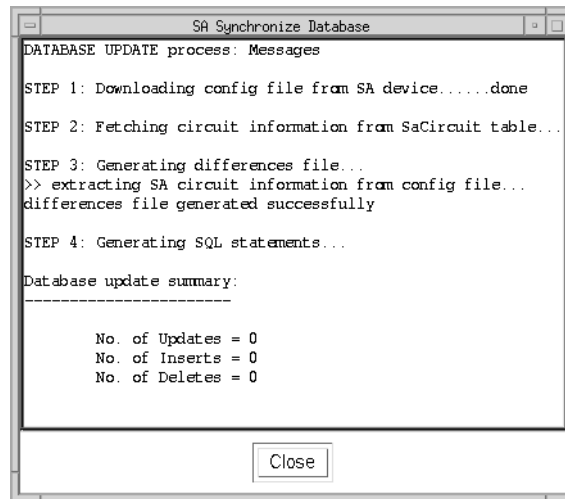 SA Synchronize Database
DATABASE UPDATE process: Messages
STEP 1: Downloading config file from SA device......done
STEP 2: Fetching circuit information from SaCircuit table...
STEP 3: Generating differences file...
>> extracting SA circuit information from config file...
differences file generated successfully
STEP 4: Generating SQL statements...
Database update summary:
-----------------------
No. of Updates = 0
No. of Inserts = 0
No. of Deletes = 0
Close